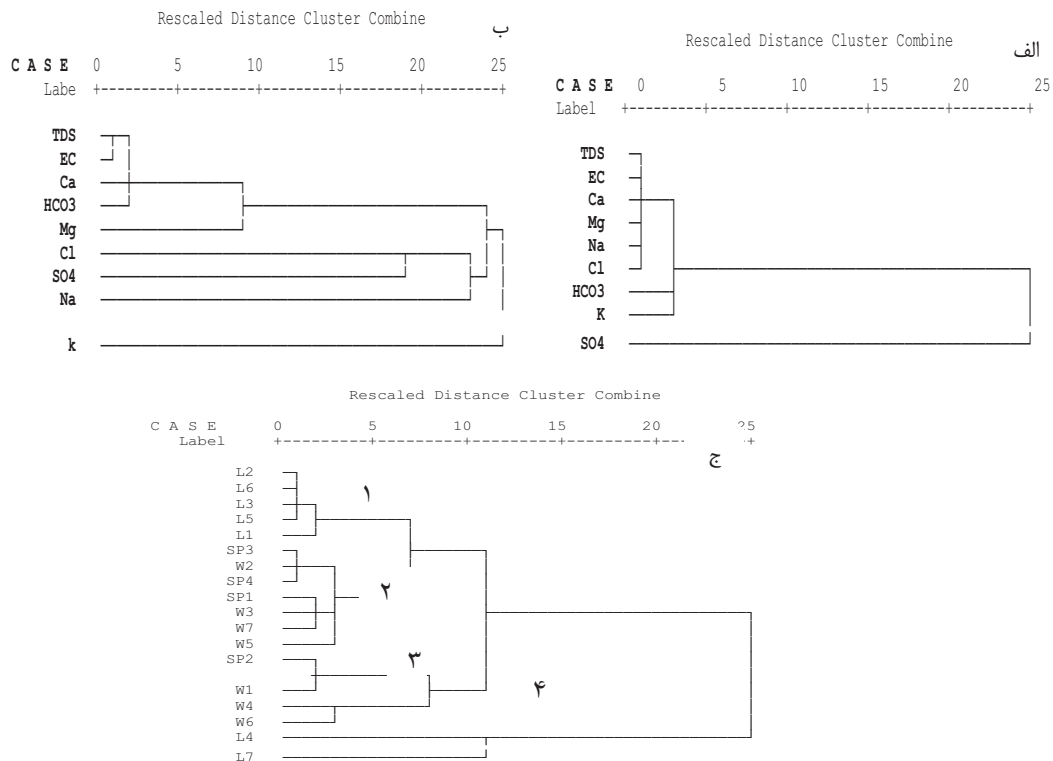 Rescaled Distance Cluster Combine
ب
C A S E 0 5 10 15 20 25
Labe
TDS
EC
Ca
HCO3
Mg
Cl
SO4
Na
k
Rescaled Distance Cluster Combine
الف
C A S E 0 5 10 15 20 25
Label
TDS
EC
Ca
Mg
Na
Cl
HCO3
K
SO4
Rescaled Distance Cluster Combine
C A S E 0 5 10 15 20 25
Label
ج
L2
L6
۱
L3
L5
L1
SP3
W2
SP4
۲
SP1
W3
W7
W5
SP2
۳
W1
۴
W4
W6
L4
L7